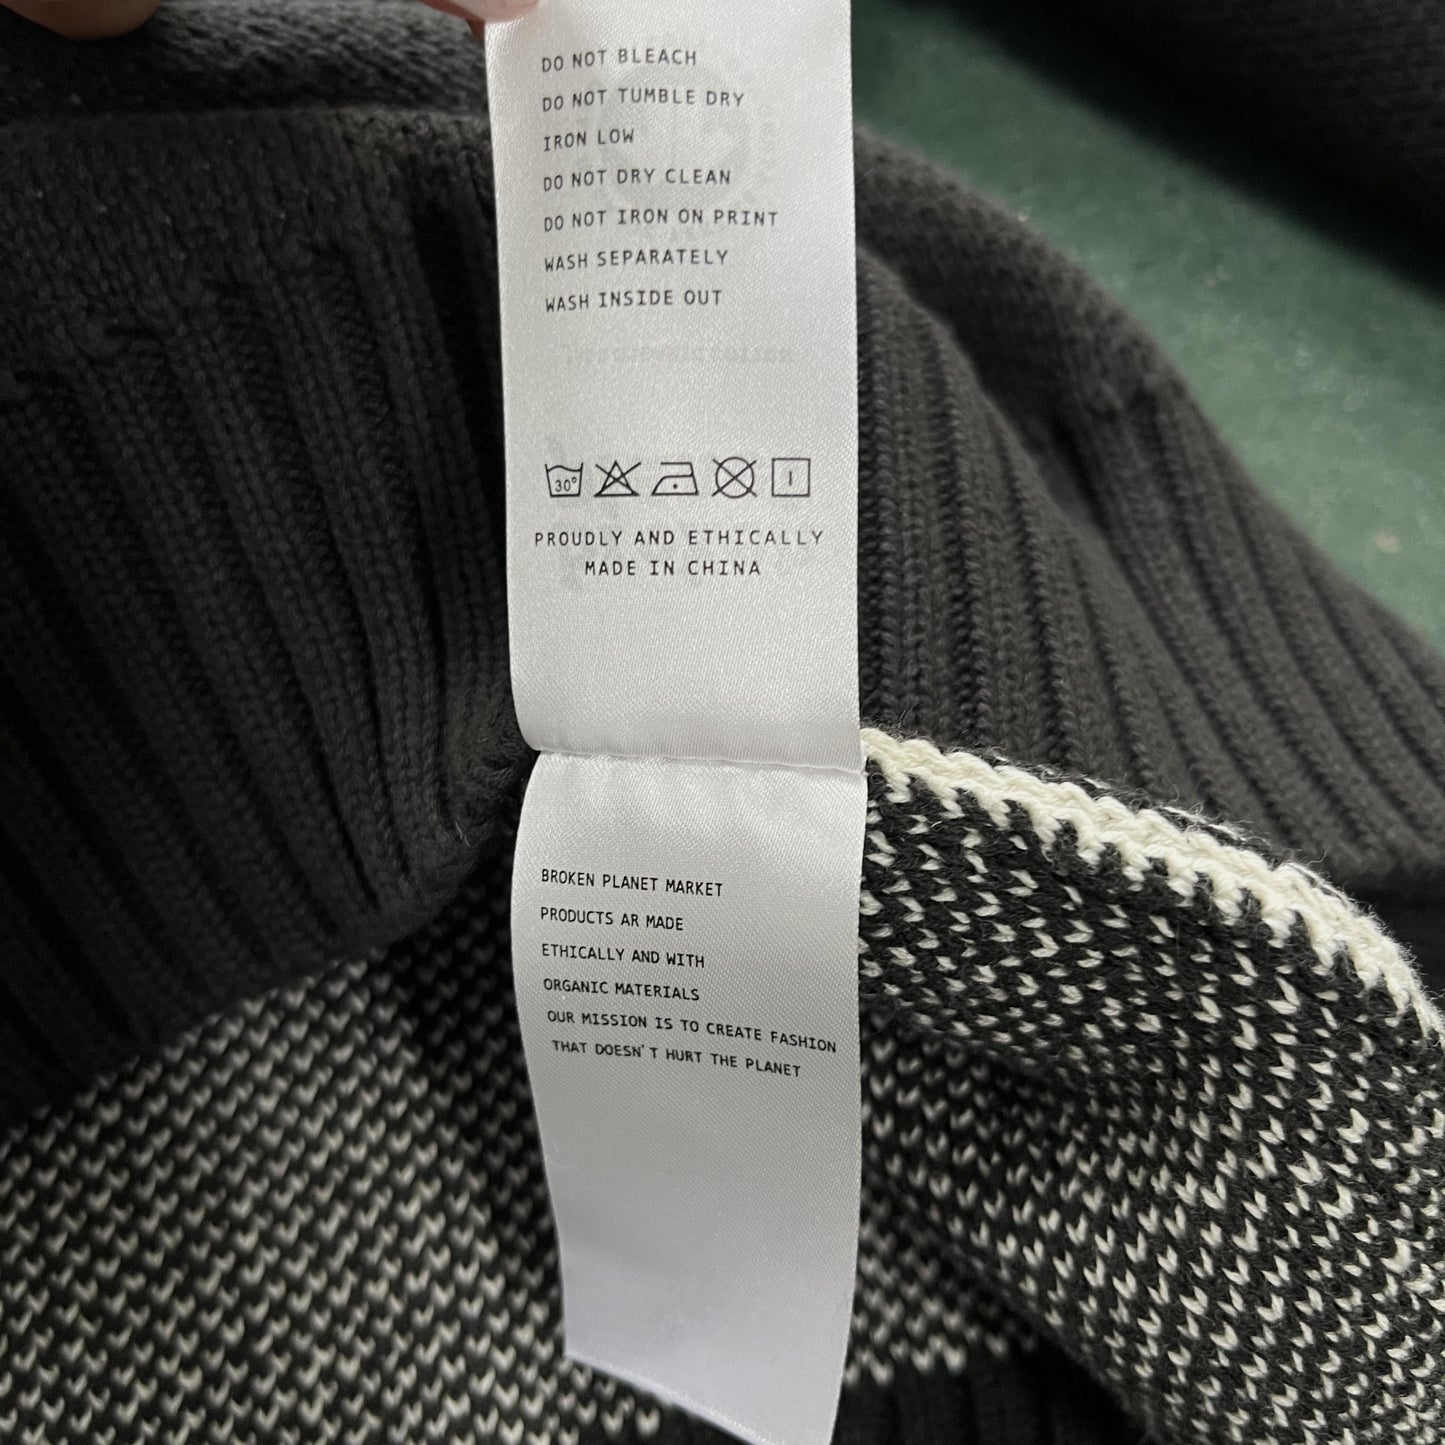 DO NOT BLEACH
DO NOT TUMBLE DRY
IRON LOW
DO NOT DRY CLEAN
DO NOT IRON ON PRINT
WASH SEPARATELY
WASH INSIDE OUT
30°
PROUDLY AND ETHICALLY
MADE IN CHINA
BROKEN PLANET MARKET
PRODUCTS AR MADE
ETHICALLY AND WITH
ORGANIC MATERIALS
OUR MISSION IS TO CREATE FASHION
THAT DOESN'T HURT THE PLANET